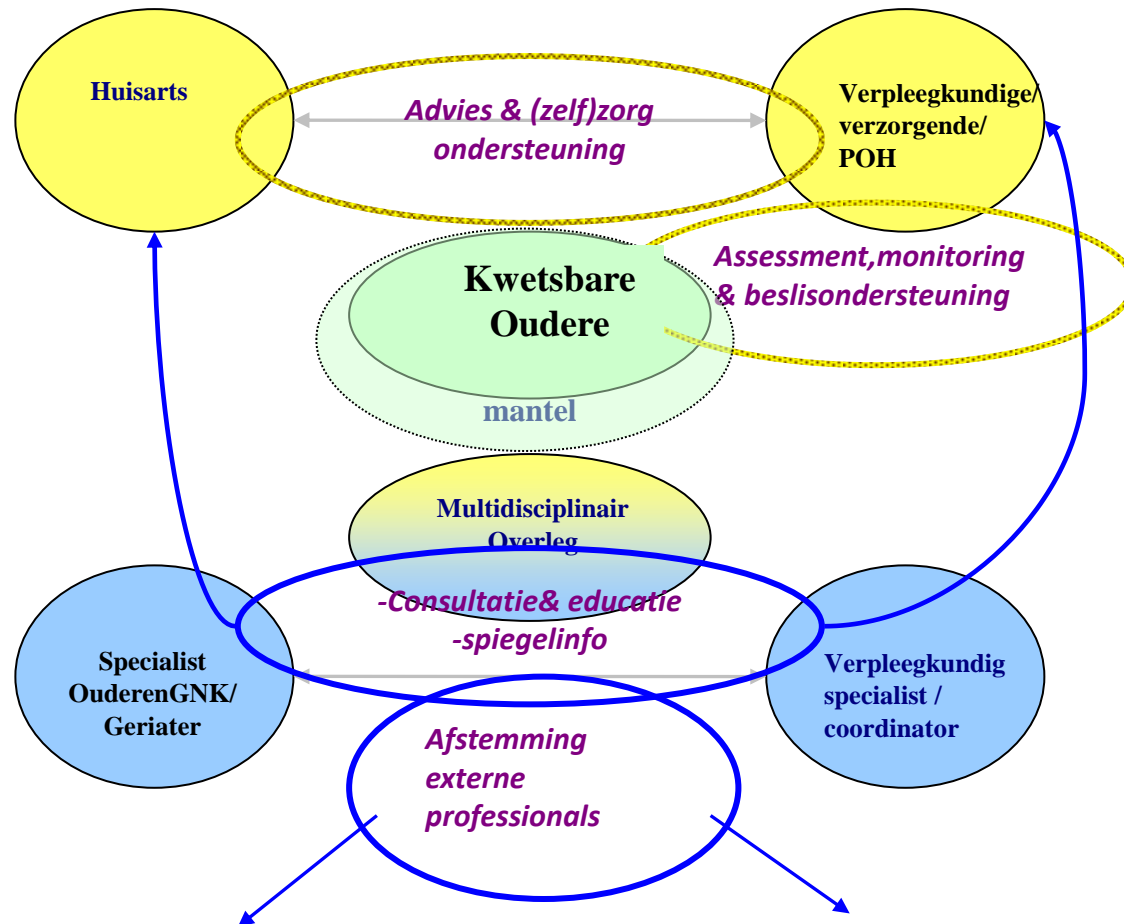 Huisarts
Advies & (zelf)zorg
ondersteuning
Verpleegkundige/
verzorgende/
POH
Assessment,monitoring
& beslisondersteuning
Kwetsbare
Oudere
mantel
Multidisciplinair
Overleg
-Consultatie& educatie
-spiegelinfo
Specialist
OuderenGNK/
Geriater
Verpleegkundig
specialist /
coordinator
Afstemming
externe
professionals